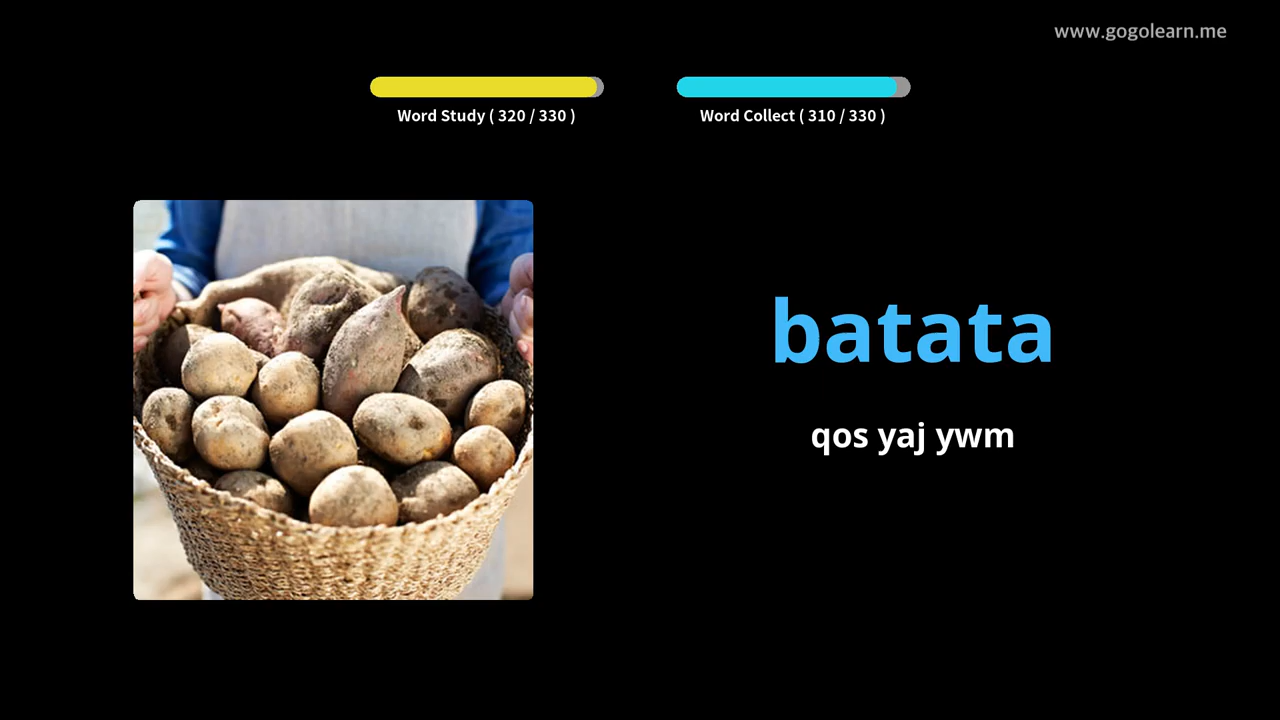 www.gogolearn.me
Word Study ( 320 / 330 )
Word Collect ( 310 / 330 )
batata
qos yaj ywm